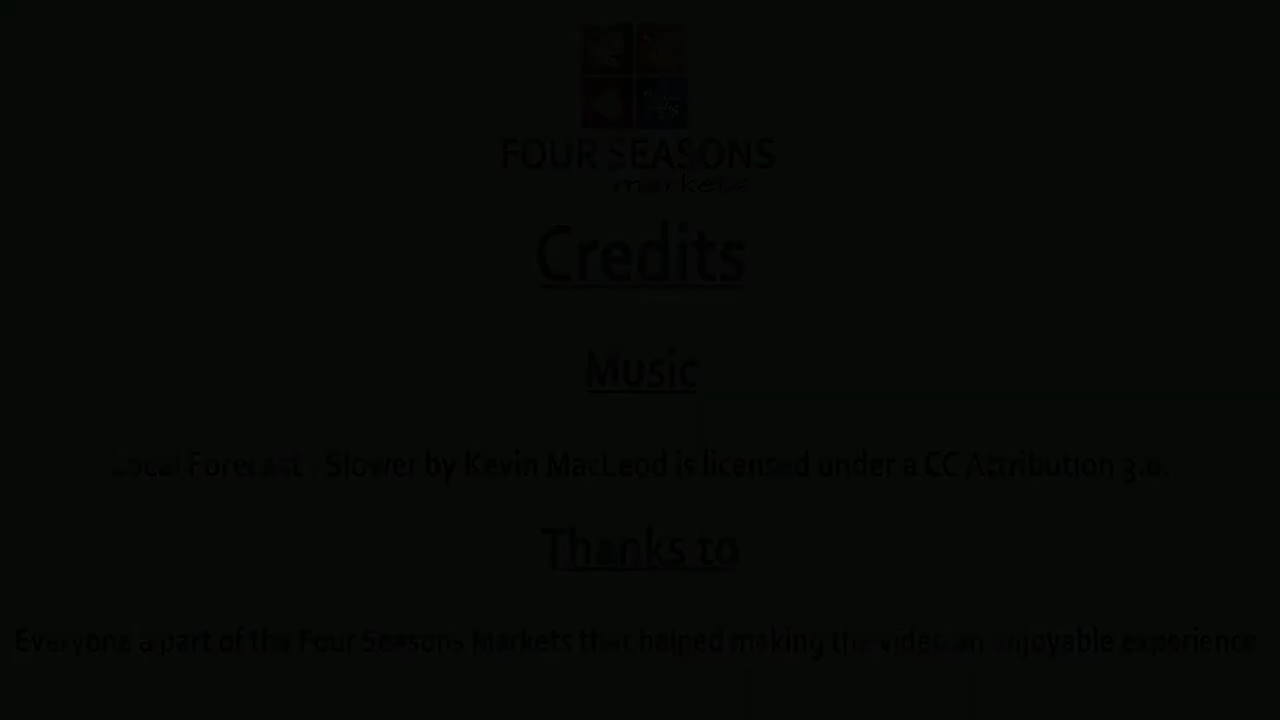 FOUR SEASONS
markets
Credits
Music
Local Forecast - Slower by Kevin MacLeod is licensed under a CC Attribution 3.0.
Thanks to
Everyone a part of the Four Seasons Markets that helped making the video an enjoyable experience